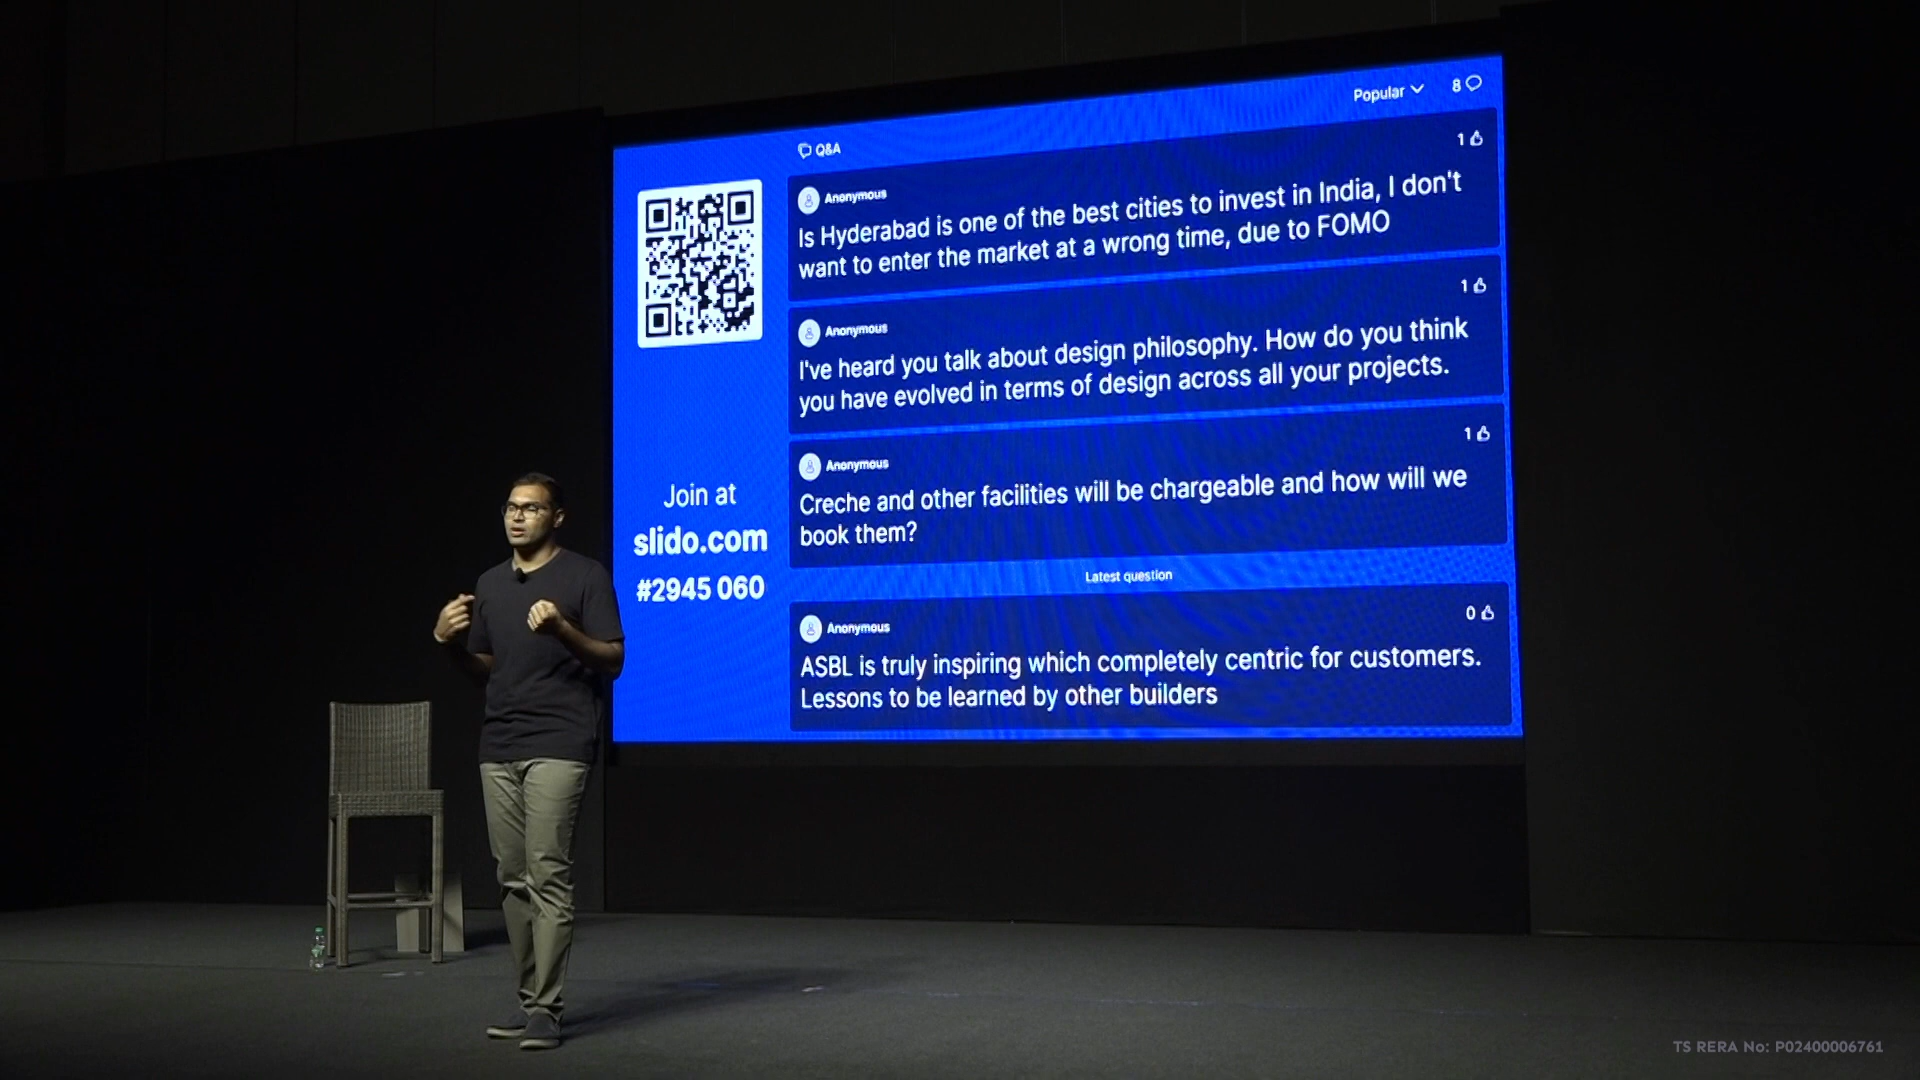 Popular
8
Q&A
1
Anonymous
Is Hyderabad is one of the best cities to invest in India, I don't
want to enter the market at a wrong time, due to FOMO
1
Anonymous
I've heard you talk about design philosophy. How do you think
you have evolved in terms of design across all your projects.
1
Anonymous
Creche and other facilities will be chargeable and how will we
book them?
Latest question
0
Anonymous
ASBL is truly inspiring which completely centric for customers.
Lessons to be learned by other builders
Join at
slido.com
#2945 060
TS RERA No: P02400006761